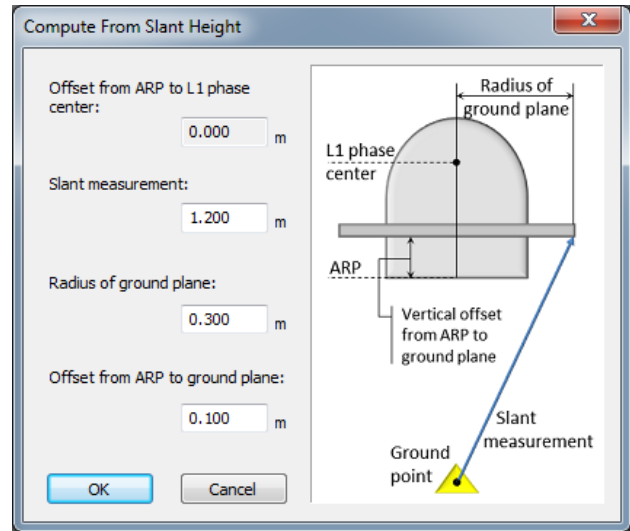 Compute From Slant Height
Offset from ARP to L1 phase
center:
0.000 m
Slant measurement:
1.200 m
Radius of ground plane:
0.300 m
Offset from ARP to ground plane:
0.100 m
OK
Cancel
Radius of
ground plane
L1 phase
center
ARP
Vertical offset
from ARP to
ground plane
Slant
measurement
Ground
point